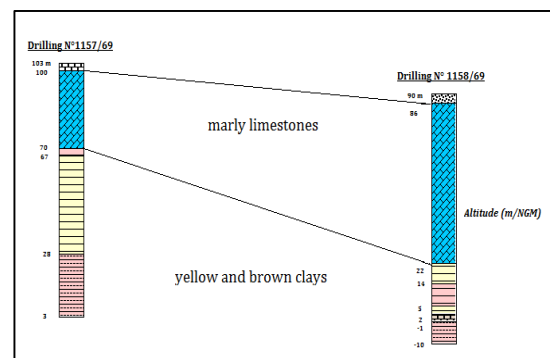 Drilling N°1157/69
103 m
100
70
67
28
3
marly limestones
yellow and brown clays
Drilling N° 1158/69
90 m
86
22
14
5
2
-1
-10
Altitude (m/NGM)